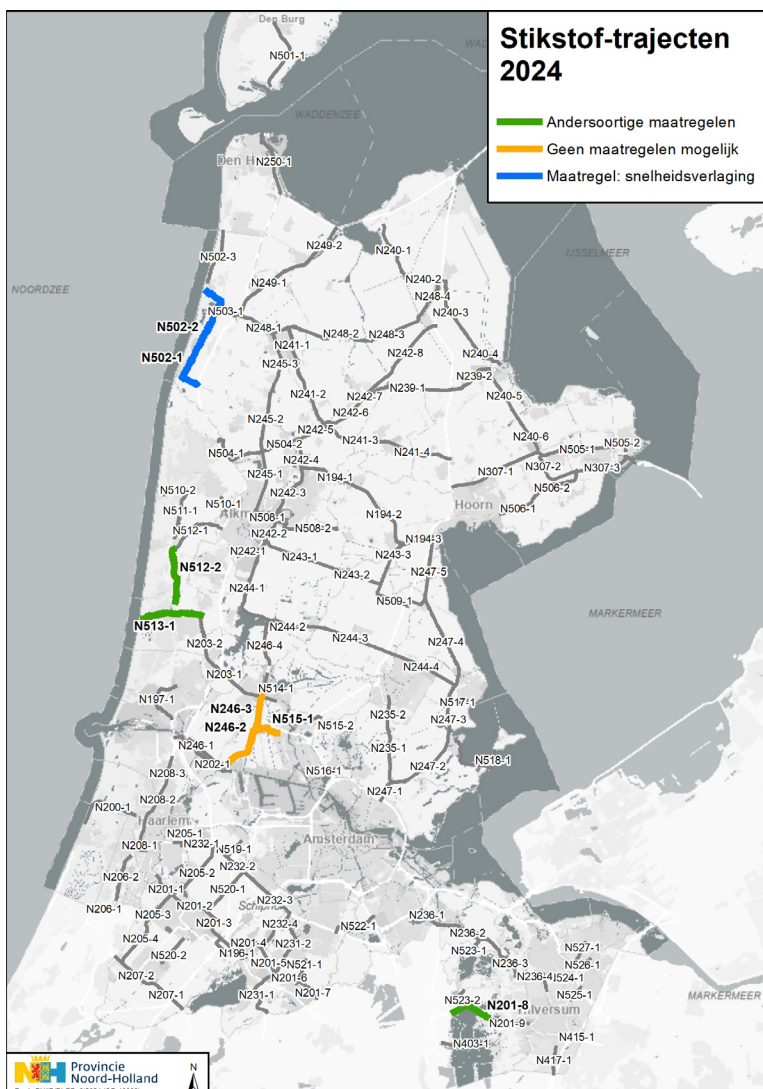 Den Burg
N501-1
WADDENZEE
Stikstof-trajecten
2024
Andersoortige maatregelen
Geen maatregelen mogelijk
Maatregel: snelheidsverlaging
Den H
N250-1
N502-3
N249-2
N240-1
IJSSELMEER
NOORDZEE
N249-1
N240-2
N248-4
N503-1
N240-3
N502-2
N248-1
N248-2
N248-3
N241-1
N242-8
N502-1
N245-3
N240-4
N239-2
N239-1
N241-2
N242-7
N240-5
N242-6
N245-2
N242-5
N240-6
N504-2
N241-3
N505-1
N505-2
N504-1
N242-4
N241-4
N307-2
N307-3
N245-1
N194-1
N307-1
N506-2
N510-2
N242-3
N510-1
N511-1
Hoorn
N506-1
Alkm
N508-1
N194-2
N512-1
N242-2
N508-2
N194-3
N242-1
N243-1
N243-3
N512-2
N243-2
N247-5
N244-1
N509-1
MARKERMEER
N513-1
N244-2
N203-2
N246-4
N244-3
N247-4
N203-1
N244-4
N514-1
N197-1
N246-3
N517-1
N515-1
N235-2
N246-2
N515-2
N247-3
N246-1
N235-1
N202-1
N518-1
N208-3
N516-1
N247-2
N208-2
N247-1
N200-1
Haarlem
N205-1
Amsterdam
N208-1
N232-1
N519-1
N205-2
N232-2
N206-2
N201-1
N520-1
N206-1
N201-2
N232-3
N205-3
Schiphol
N201-3
N232-4
N522-1
N236-1
N205-4
N236-2
N201-4
N231-2
N523-1
N527-1
N520-2
N196-1
N201-5
N521-1
N236-3
N526-1
N207-2
N201-6
N236-4
N524-1
N207-1
N231-1
N201-7
N523-2
N201-8
N525-1
Hilversum
MARKERMEER
N201-9
N403-1
N415-1
N417-1
NH
Provincie
Noord-Holland
N